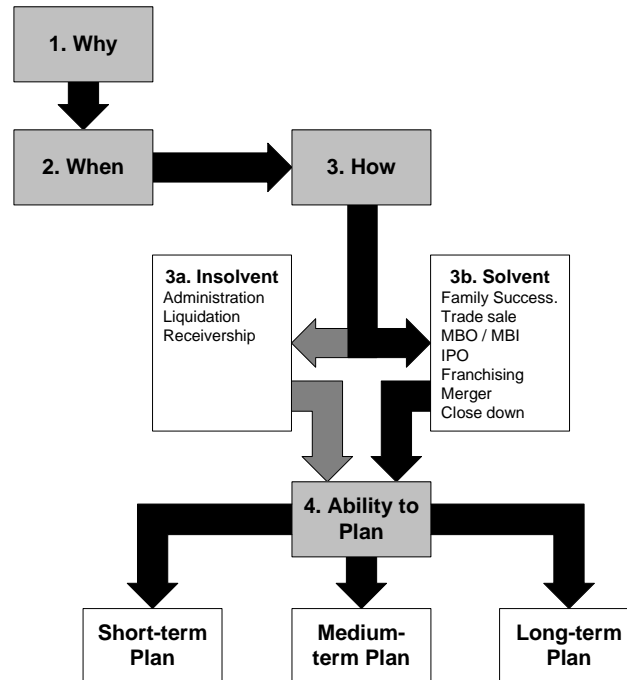 1. Why
2. When
3. How
3a. Insolvent
Administration
Liquidation
Receivership
3b. Solvent
Family Success.
Trade sale
MBO / MBI
IPO
Franchising
Merger
Close down
4. Ability to
Plan
Short-term
Plan
Medium-
term Plan
Long-term
Plan